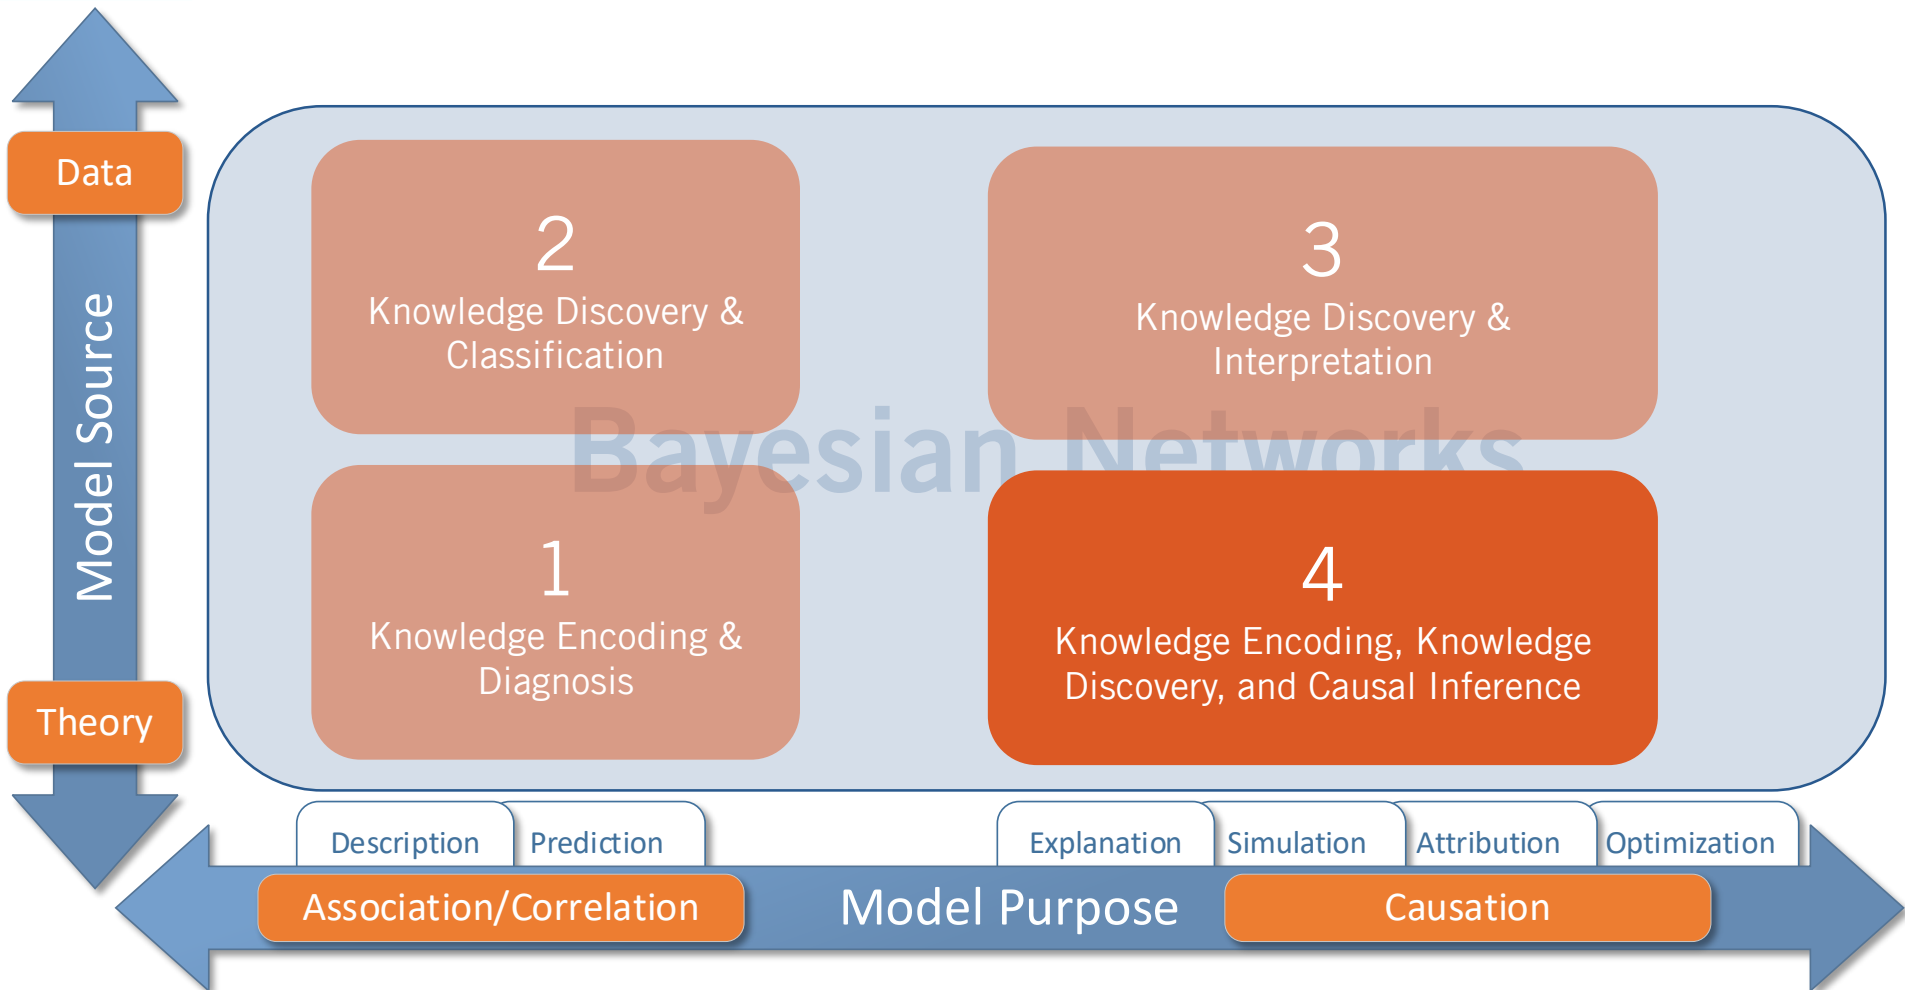 Data
Model Source
Theory
2
Knowledge Discovery &
Classification
3
Knowledge Discovery &
Interpretation
Bayesian Networks
1
Knowledge Encoding &
Diagnosis
4
Knowledge Encoding, Knowledge
Discovery, and Causal Inference
Description
Prediction
Explanation
Simulation
Attribution
Optimization
Association/Correlation
Model Purpose
Causation